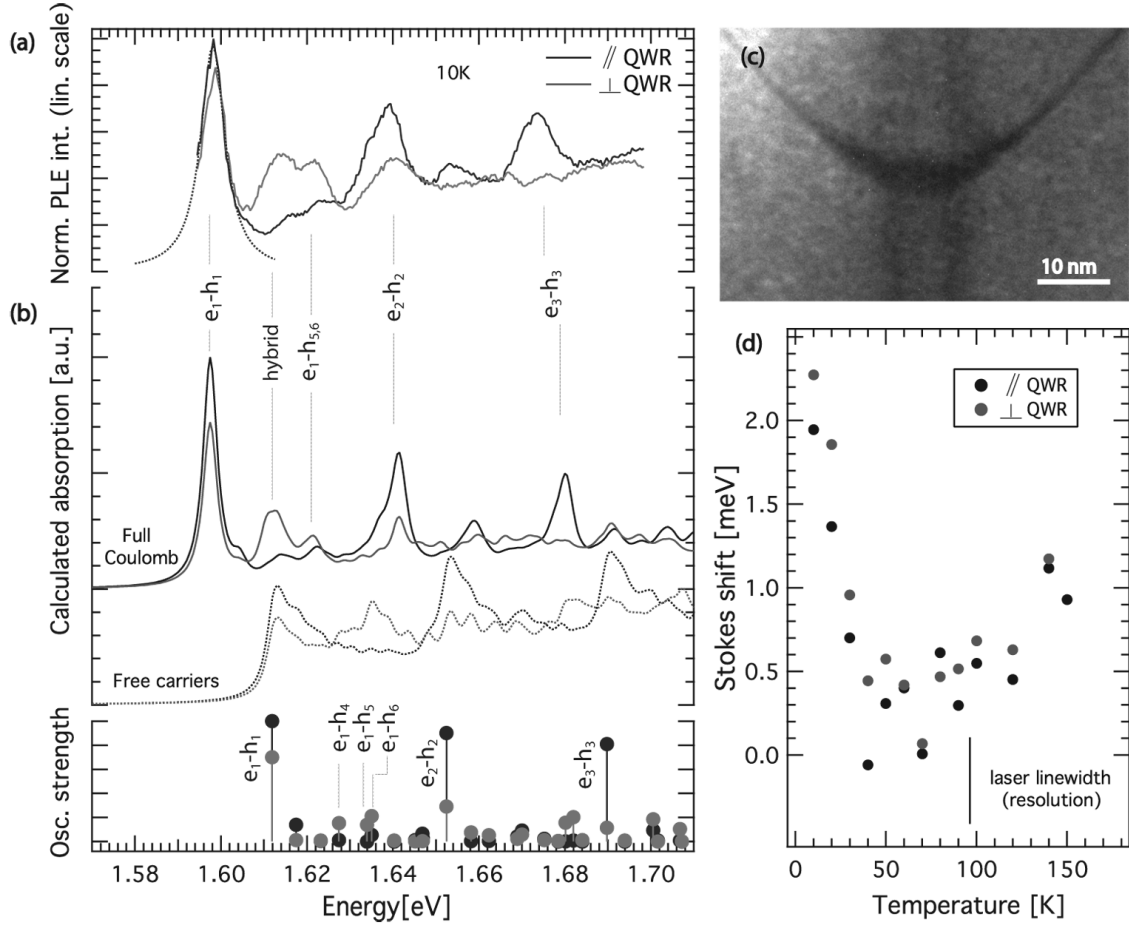 (a)
Norm. PLE int. (lin. scale)
10K
// QWR
⊥ QWR
e₁-h₁
hybrid
e₁-h₅,₆
e₂-h₂
e₃-h₃
(b)
Calculated absorption [a.u.]
Full
Coulomb
Free carriers
Osc. strength
e₁-h₁
e₁-h₄
e₁-h₅
e₁-h₆
e₂-h₂
e₃-h₃
1.58
1.60
1.62
1.64
1.66
1.68
1.70
Energy[eV]
(c)
10 nm
(d)
// QWR
⊥ QWR
Stokes shift [meV]
2.0
1.5
1.0
0.5
0.0
laser linewidth
(resolution)
0
50
100
150
Temperature [K]